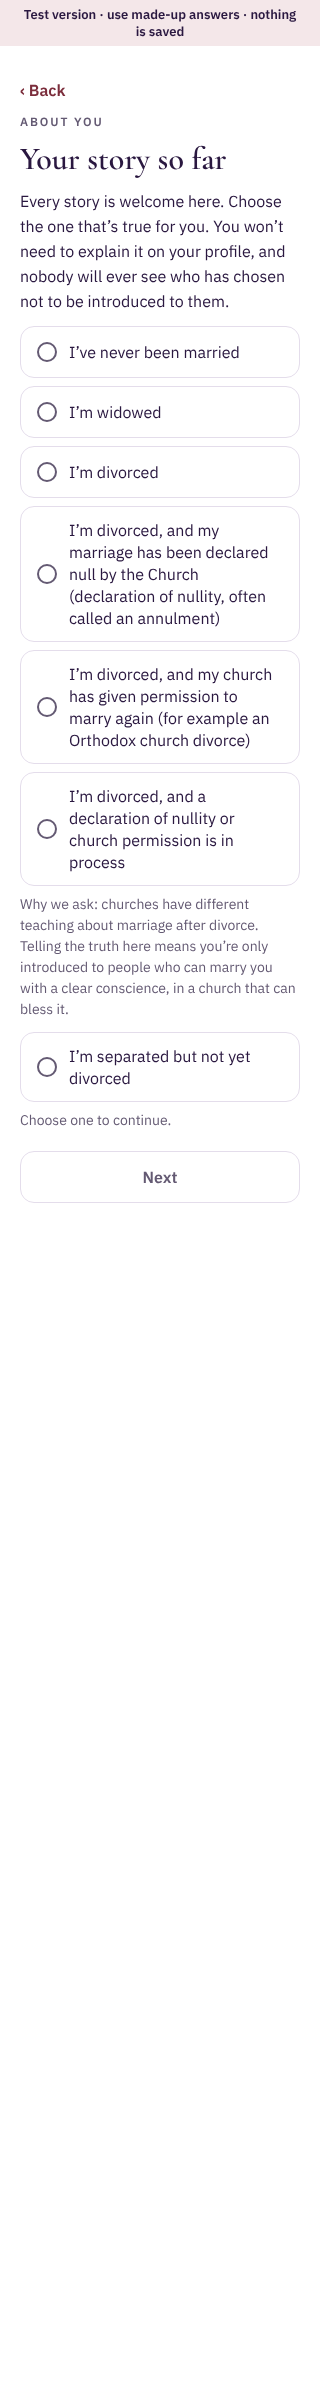 Test version · use made-up answers · nothing
is saved
‹ Back
ABOUT YOU
Your story so far
Every story is welcome here. Choose
the one that’s true for you. You won’t
need to explain it on your profile, and
nobody will ever see who has chosen
not to be introduced to them.
I’ve never been married
I’m widowed
I’m divorced
I’m divorced, and my
marriage has been declared
null by the Church
(declaration of nullity, often
called an annulment)
I’m divorced, and my church
has given permission to
marry again (for example an
Orthodox church divorce)
I’m divorced, and a
declaration of nullity or
church permission is in
process
Why we ask: churches have different
teaching about marriage after divorce.
Telling the truth here means you’re only
introduced to people who can marry you
with a clear conscience, in a church that can
bless it.
I’m separated but not yet
divorced
Choose one to continue.
Next